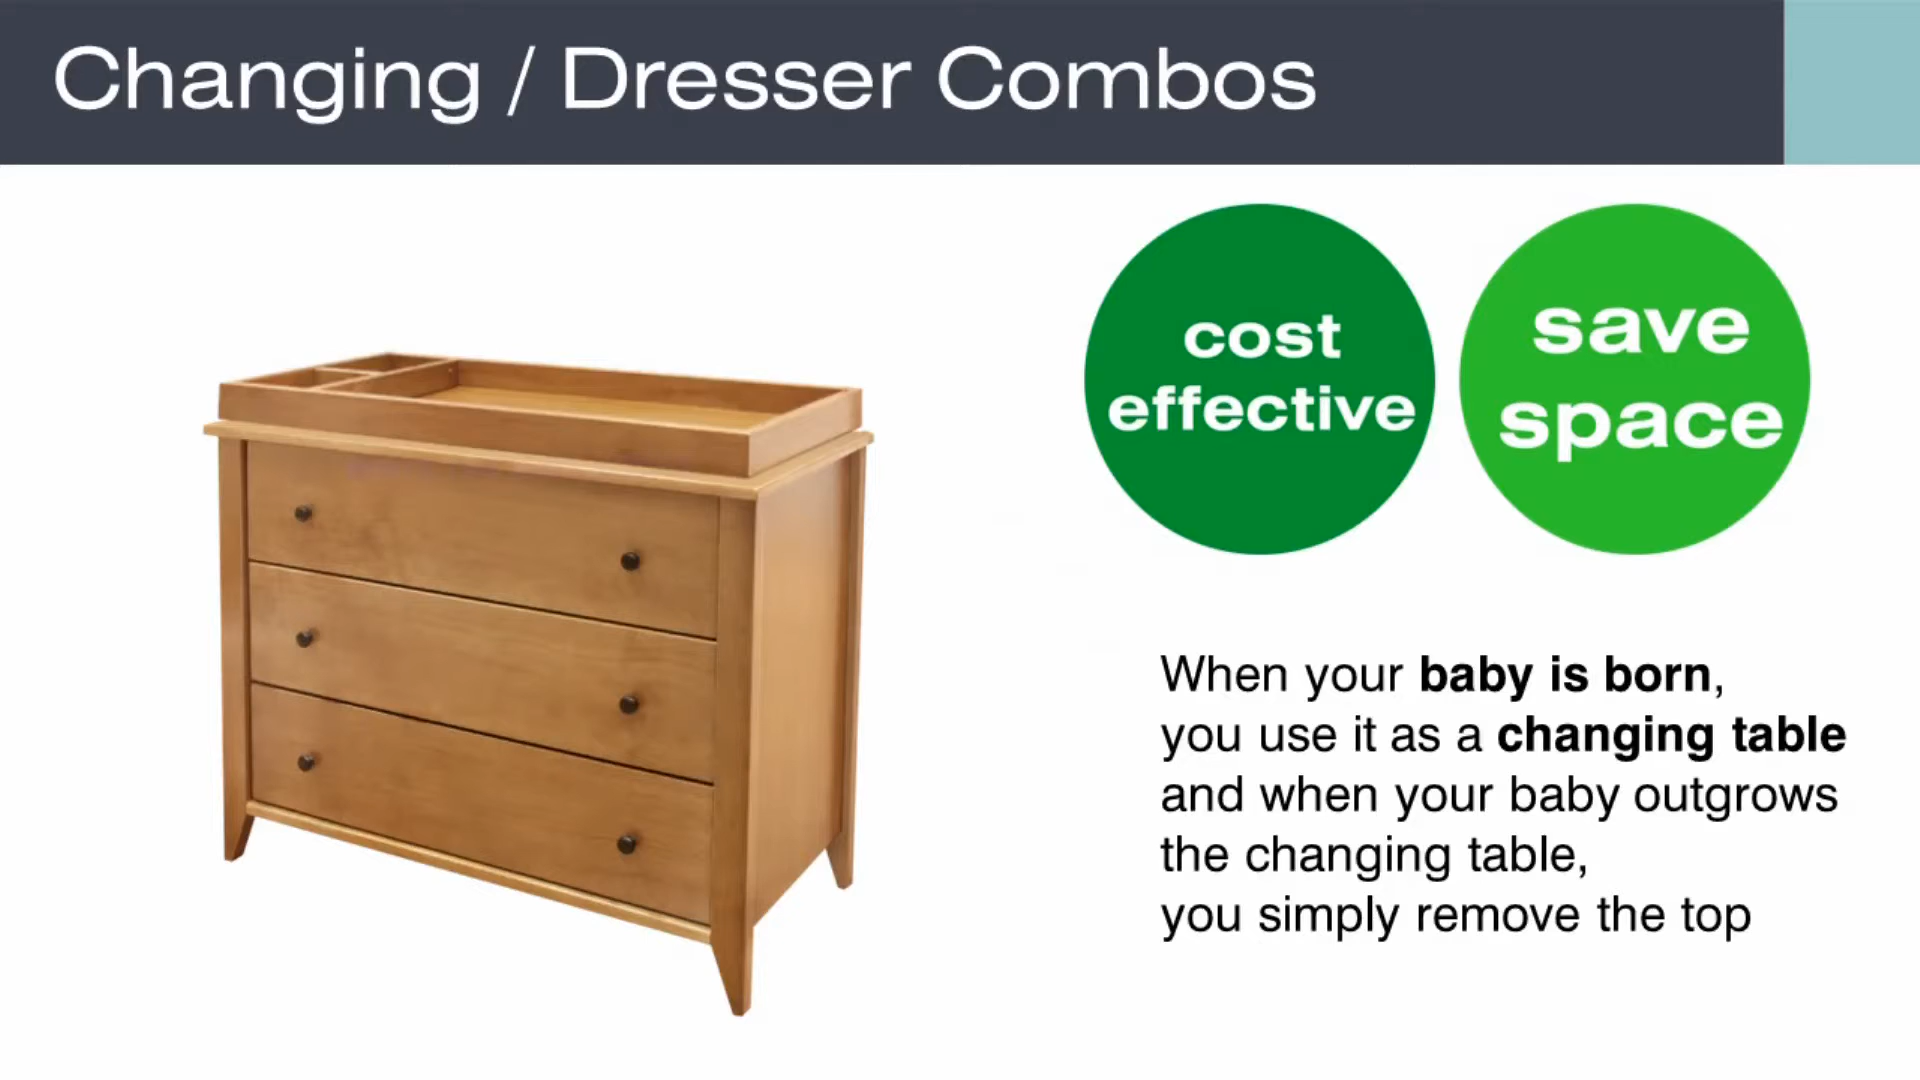 Changing / Dresser Combos
cost
effective
save
space
When your baby is born,
you use it as a changing table
and when your baby outgrows
the changing table,
you simply remove the top